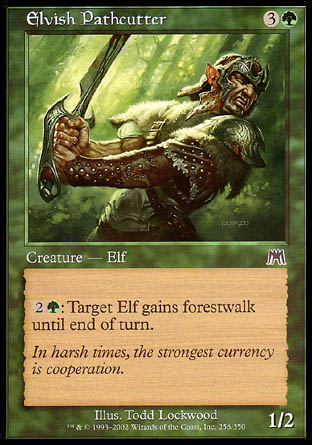 Elvish Pathcutter 3
Creature — Elf
2 : Target Elf gains forestwalk
until end of turn.
In harsh times, the strongest currency
is cooperation.
Illus. Todd Lockwood
™ & © 1993–2002 Wizards of the Coast, Inc. 256/350
1/2